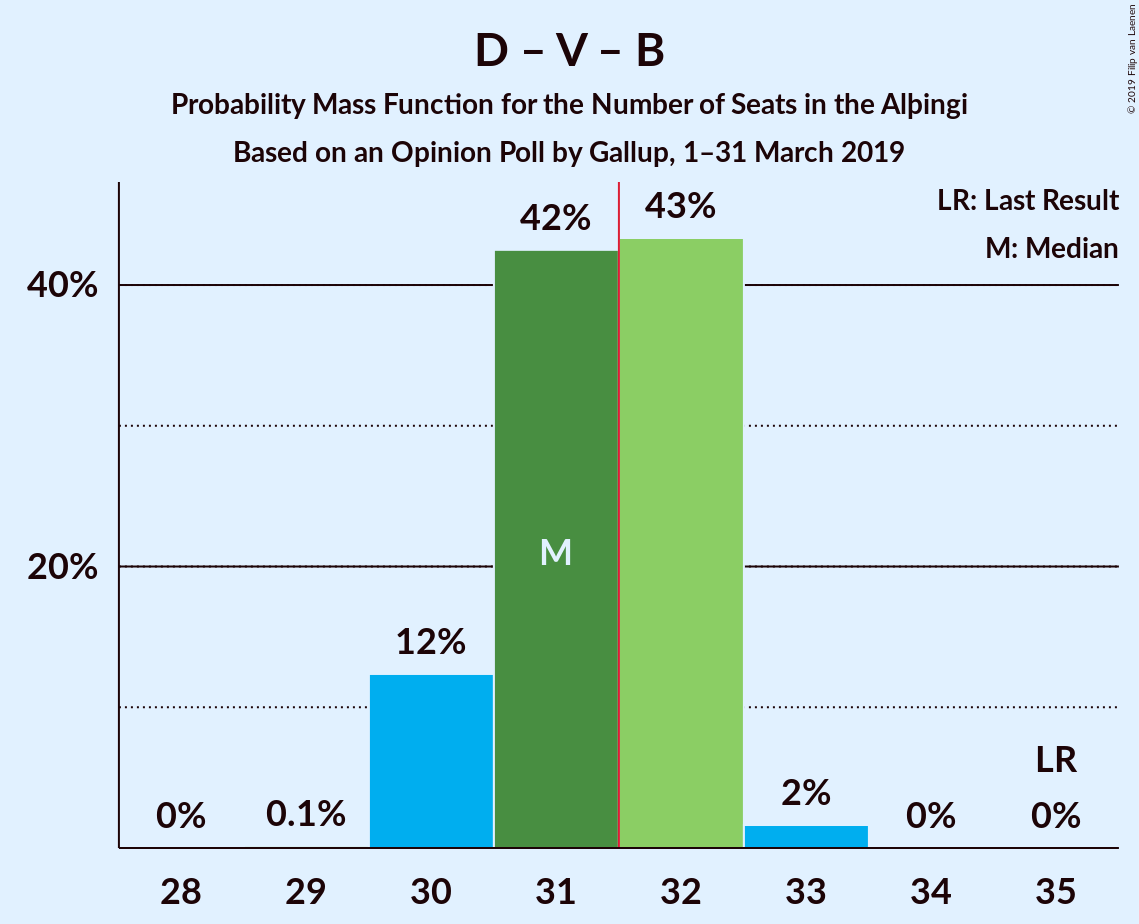 D – V – B
Probability Mass Function for the Number of Seats in the Alþingi
Based on an Opinion Poll by Gallup, 1–31 March 2019
© 2019 Filip van Laenen
LR: Last Result
M: Median
42%
43%
40%
M
20%
12%
LR
0%
0.1%
2%
0%
0%
28
29
30
31
32
33
34
35